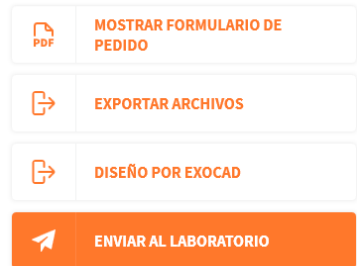 PDF
MOSTRAR FORMULARIO DE
PEDIDO
EXPORTAR ARCHIVOS
DISEÑO POR EXOCAD
ENVIAR AL LABORATORIO